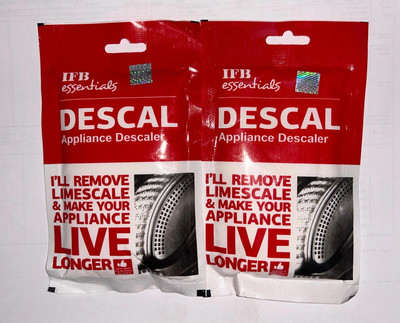 IFB
essentials
DESCAL
Appliance Descaler
I'LL REMOVE
LIMESCALE
& MAKE YOUR
APPLIANCE
LIVE
LONGER
IFB
essentials
DESCAL
Appliance Descaler
I'LL REMOVE
LIMESCALE
& MAKE YOUR
APPLIANCE
LIVE
LONGER